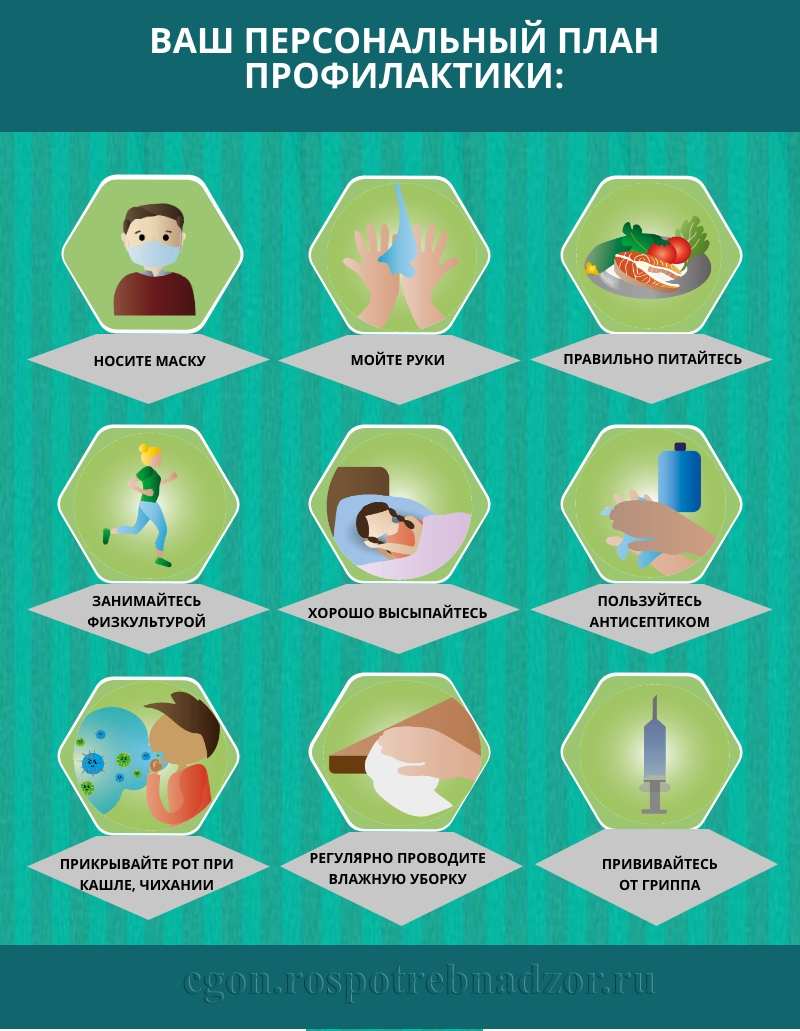 ВАШ ПЕРСОНАЛЬНЫЙ ПЛАН
ПРОФИЛАКТИКИ:
НОСИТЕ МАСКУ
МОЙТЕ РУКИ
ПРАВИЛЬНО ПИТАЙТЕСЬ
ЗАНИМАЙТЕСЬ
ФИЗКУЛЬТУРОЙ
ХОРОШО ВЫСЫПАЙТЕСЬ
ПОЛЬЗУЙТЕСЬ
АНТИСЕПТИКОМ
ПРИКРЫВАЙТЕ РОТ ПРИ
КАШЛЕ, ЧИХАНИИ
РЕГУЛЯРНО ПРОВОДИТЕ
ВЛАЖНУЮ УБОРКУ
ПРИВИВАЙТЕСЬ
ОТ ГРИППА
cgon.rospotrebnadzor.ru